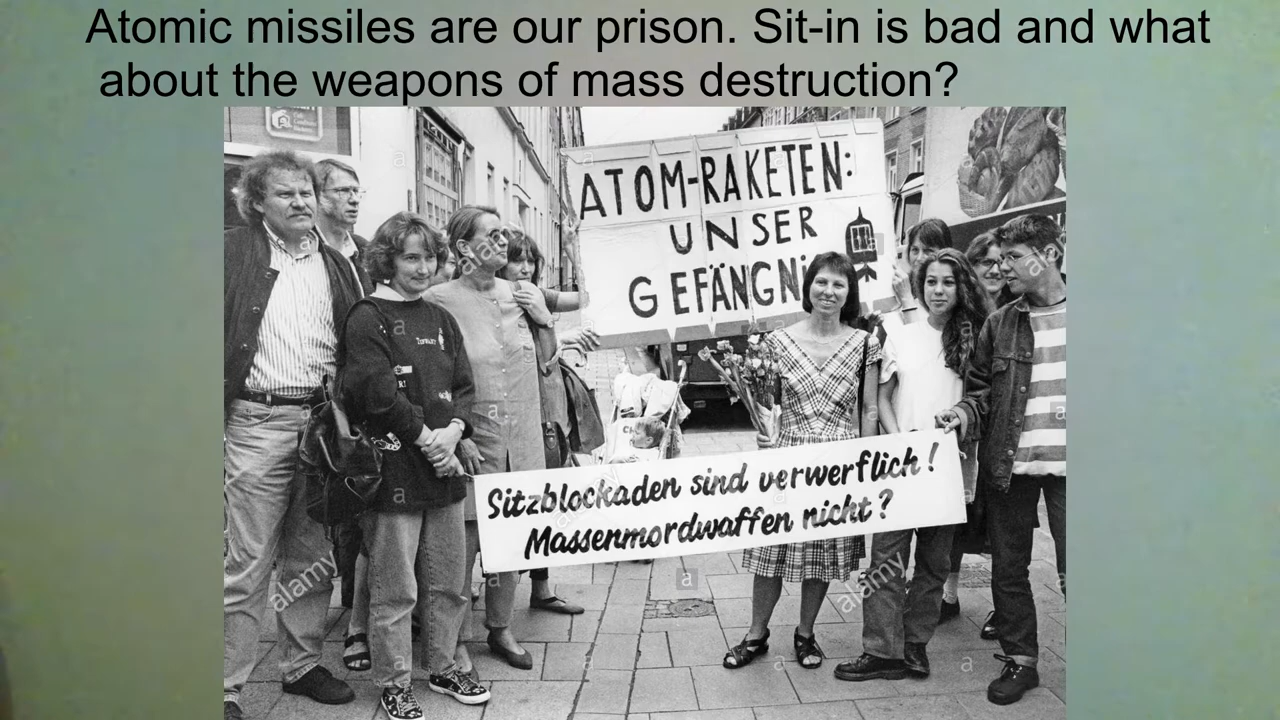 Atomic missiles are our prison. Sit-in is bad and what
about the weapons of mass destruction?
ATOM-RAKETEN:
UNSER
GEFÄNGNI
Sitzblockaden sind verwerflich!
Massenmordwaffen nicht?
alamy
alamy